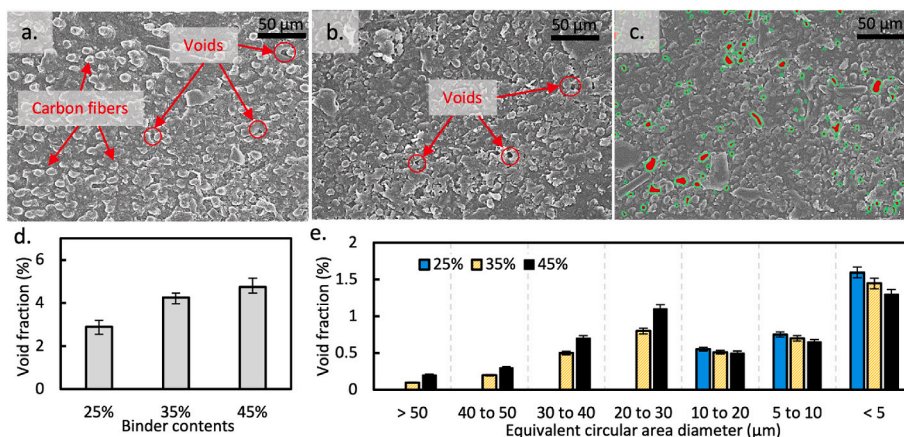 a.
Voids
50 µm
Carbon fibers
b.
50 µm
Voids
c.
50 µm
d.
Void fraction (%)
6
4
2
0
25%
35%
45%
Binder contents
e.
Void fraction (%)
2
1.5
1
0.5
0
25%
35%
45%
> 50
40 to 50
30 to 40
20 to 30
10 to 20
5 to 10
< 5
Equivalent circular area diameter (µm)